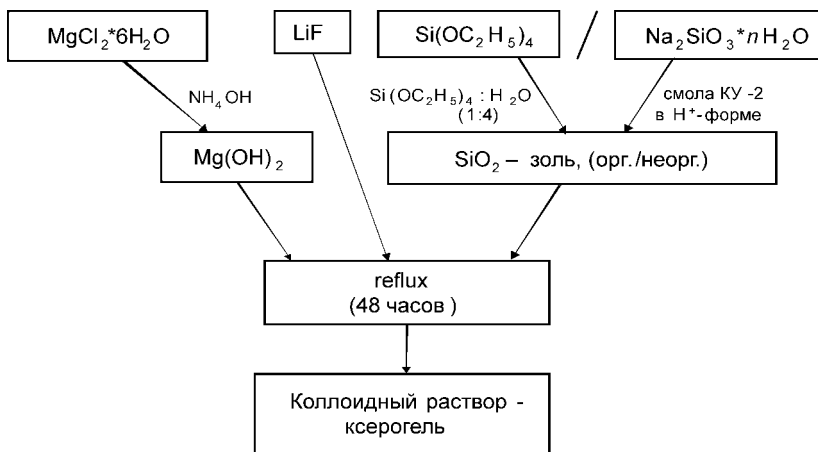 MgCl₂*6H₂O
LiF
Si(OC₂H₅)₄
/
Na₂SiO₃*nH₂O
NH₄OH
Si(OC₂H₅)₄ : H₂O
(1:4)
смола КУ -2
в H⁺-форме
Mg(OH)₂
SiO₂ – золь, (орг./неорг.)
reflux
(48 часов )
Коллоидный раствор -
ксерогель